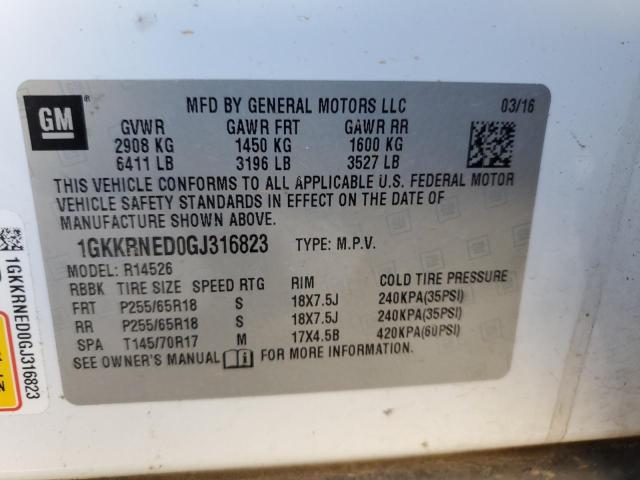 GM
MFD BY GENERAL MOTORS LLC 03/16
GVWR GAWR FRT GAWR RR
2908 KG 1450 KG 1600 KG
6411 LB 3196 LB 3527 LB
THIS VEHICLE CONFORMS TO ALL APPLICABLE U.S. FEDERAL MOTOR
VEHICLE SAFETY STANDARDS IN EFFECT ON THE DATE OF
MANUFACTURE SHOWN ABOVE.
1GKKRNED0GJ316823 TYPE: M.P.V.
MODEL: R14526
RBBK TIRE SIZE SPEED RTG RIM COLD TIRE PRESSURE
FRT P255/65R18 S 18X7.5J 240KPA(35PSI)
RR P255/65R18 S 18X7.5J 240KPA(35PSI)
SPA T145/70R17 M 17X4.5B 420KPA(60PSI)
SEE OWNER'S MANUAL i FOR MORE INFORMATION.
1GKKRNED0GJ316823